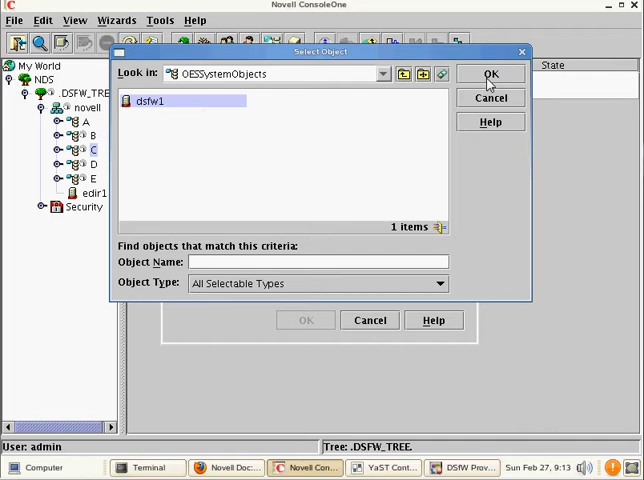 Novell ConsoleOne
File Edit View Wizards Tools Help
My World
NDS
.DSFW_TREE
novell
A
B
C
D
E
edir1
Security
State
Select Object
Look in: OESSystemObjects
dsfw1
1 items
OK
Cancel
Help
Find objects that match this criteria:
Object Name:
Object Type: All Selectable Types
OK Cancel Help
User: admin Tree: .DSFW_TREE.
Computer Terminal Novell Doc:... Novell Con... YaST Cont... DSfW Prov... Sun Feb 27, 9:13